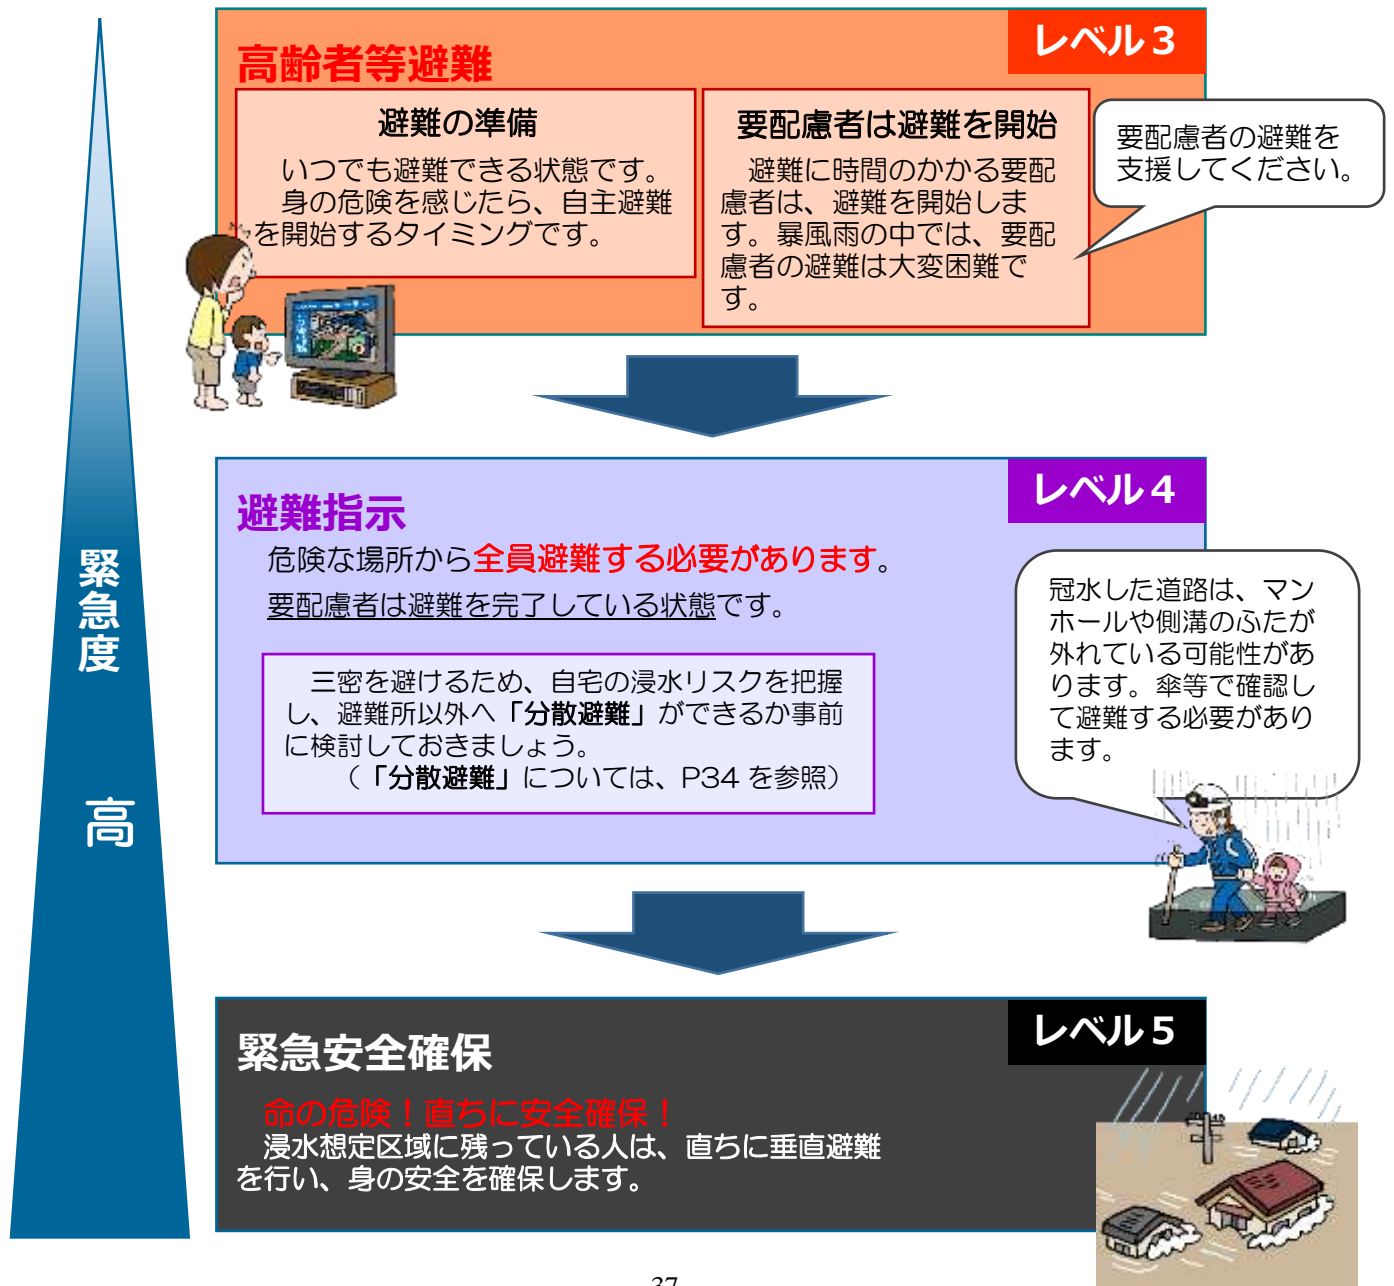 レベル３
高齢者等避難
避難の準備
いつでも避難できる状態です。
身の危険を感じたら、自主避難
を開始するタイミングです。
要配慮者は避難を開始
避難に時間のかかる要配
慮者は、避難を開始しま
す。暴風雨の中では、要配
慮者の避難は大変困難で
す。
要配慮者の避難を
支援してください。
緊急度
高
レベル４
避難指示
危険な場所から全員避難する必要があります。
要配慮者は避難を完了している状態です。
三密を避けるため、自宅の浸水リスクを把握
し、避難所以外へ「分散避難」ができるか事前
に検討しておきましょう。
（「分散避難」については、P34 を参照）
冠水した道路は、マン
ホールや側溝のふたが
外れている可能性があ
ります。傘等で確認し
て避難する必要があり
ます。
レベル５
緊急安全確保
命の危険！直ちに安全確保！
浸水想定区域に残っている人は、直ちに垂直避難
を行い、身の安全を確保します。
37